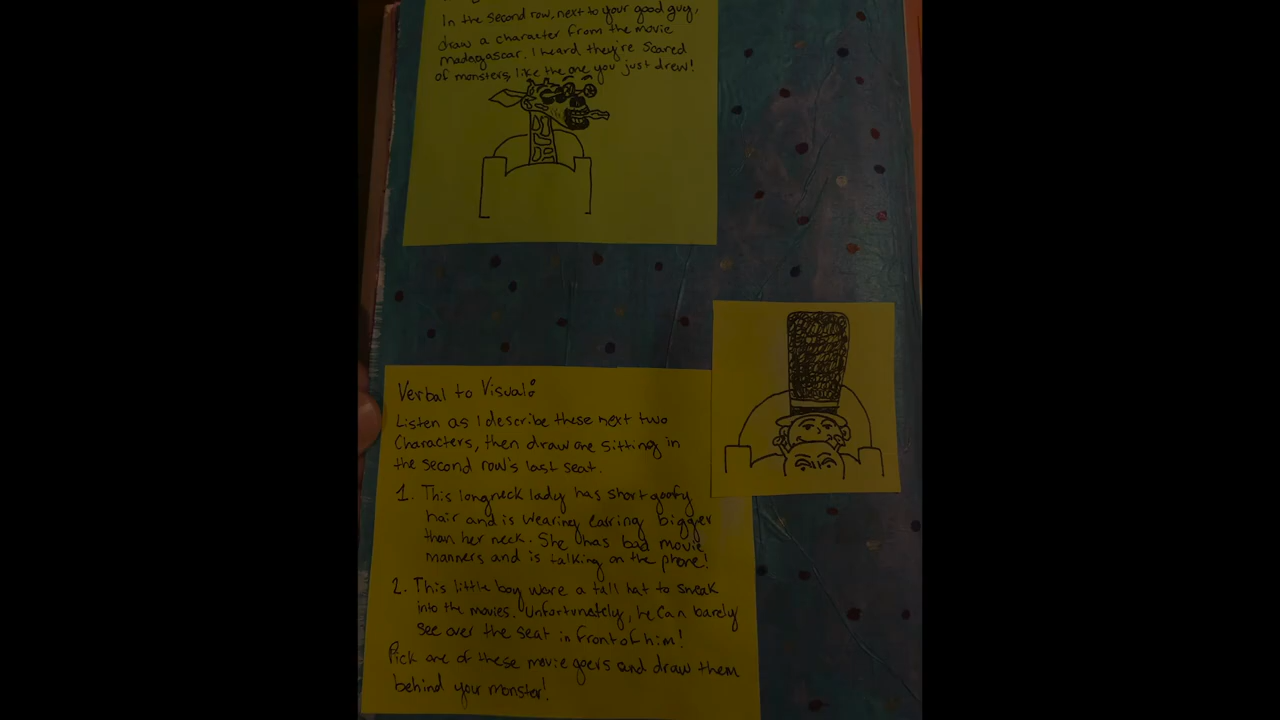 In the second row, next to your good guy,
draw a character from the movie
madagascar. I heard they're scared
of monsters, like the one you just drew!
Verbal to Visual:
Listen as I describe these next two
Characters, then draw one sitting in
the second row's last seat.
1. This longneck lady has short goofy
hair and is wearing earring bigger
than her neck. She has bad movie
manners and is talking on the phone!
2. This little boy wore a tall hat to sneak
into the movies. Unfortunately, he can barely
see over the seat in front of him!
Pick one of these movie goers and draw them
behind your monster!